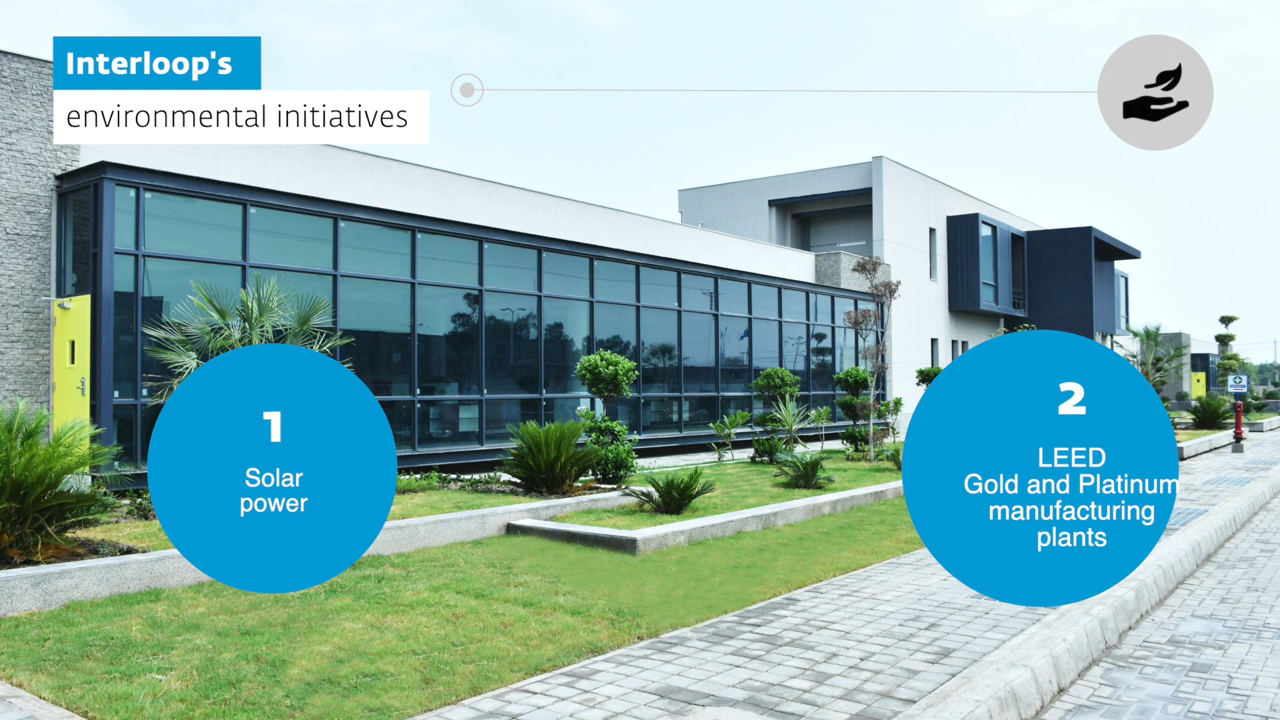 Interloop's
environmental initiatives
1
Solar
power
2
LEED
Gold and Platinum
manufacturing
plants